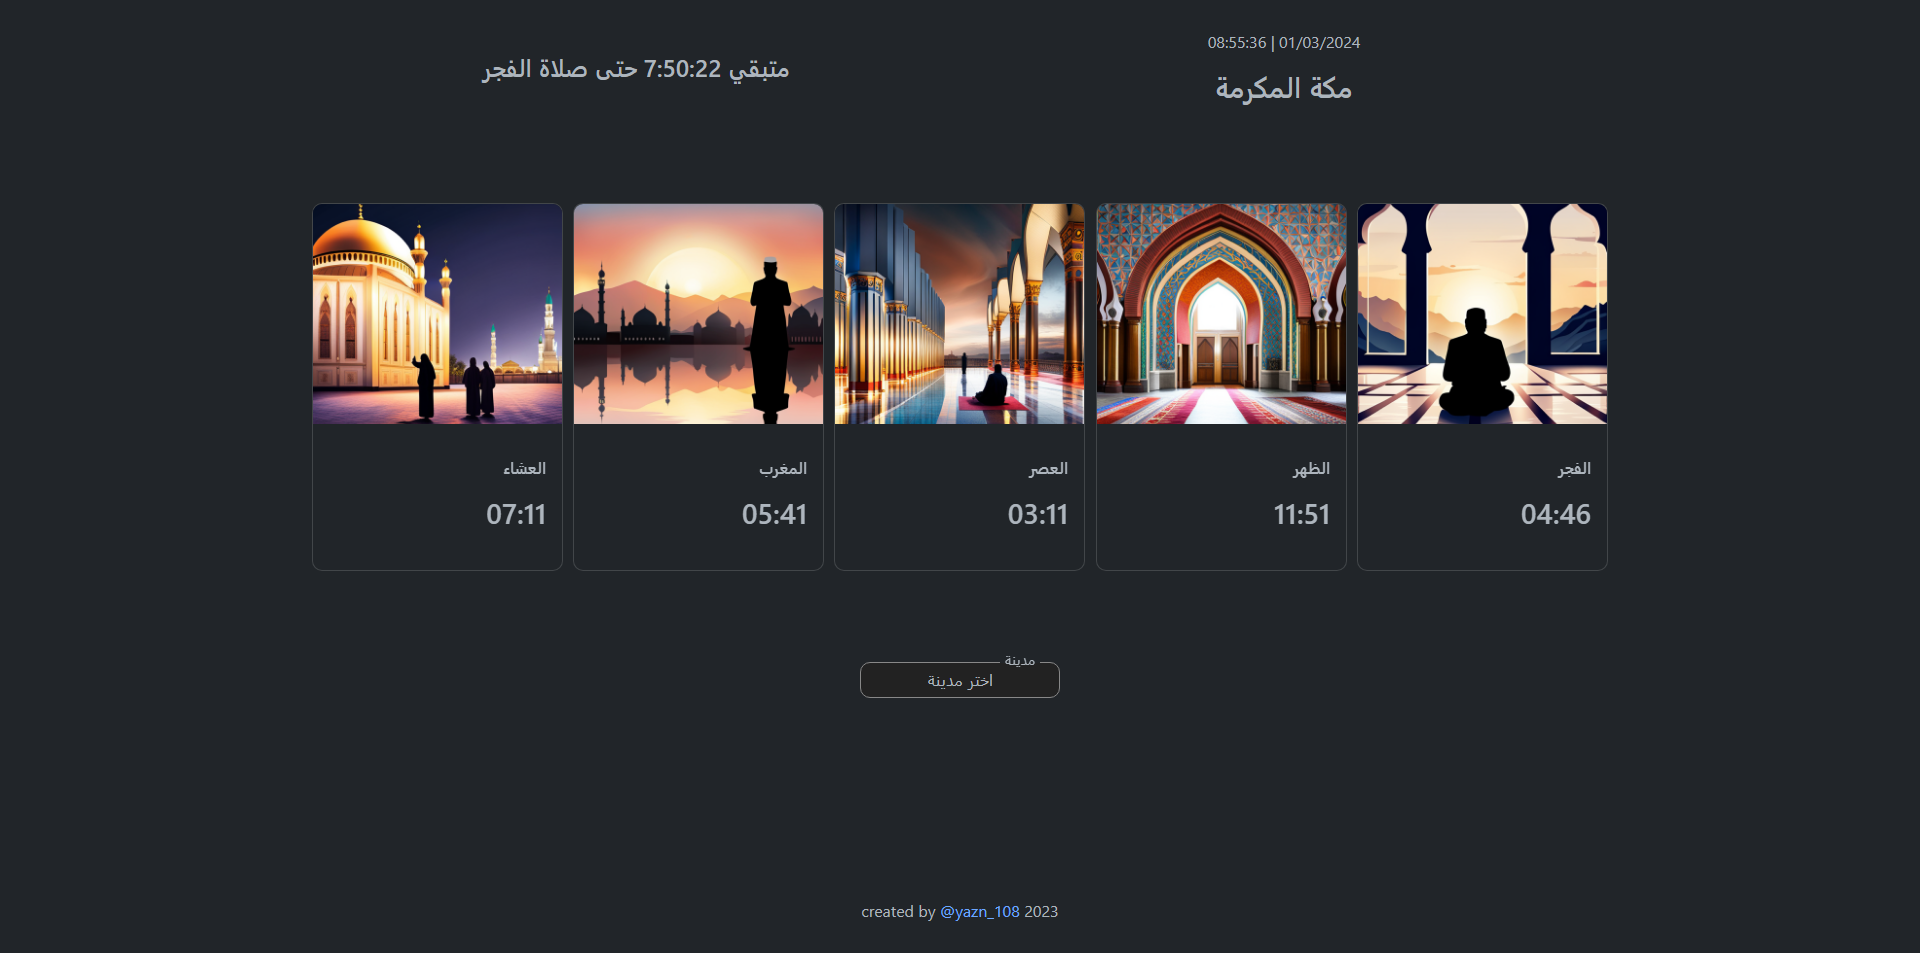 08:55:36 | 01/03/2024
مكة المكرمة
متبقي 7:50:22 حتى صلاة الفجر
الفجر
04:46
الظهر
11:51
العصر
03:11
المغرب
05:41
العشاء
07:11
مدينة
اختر مدينة
created by @yazn_108 2023